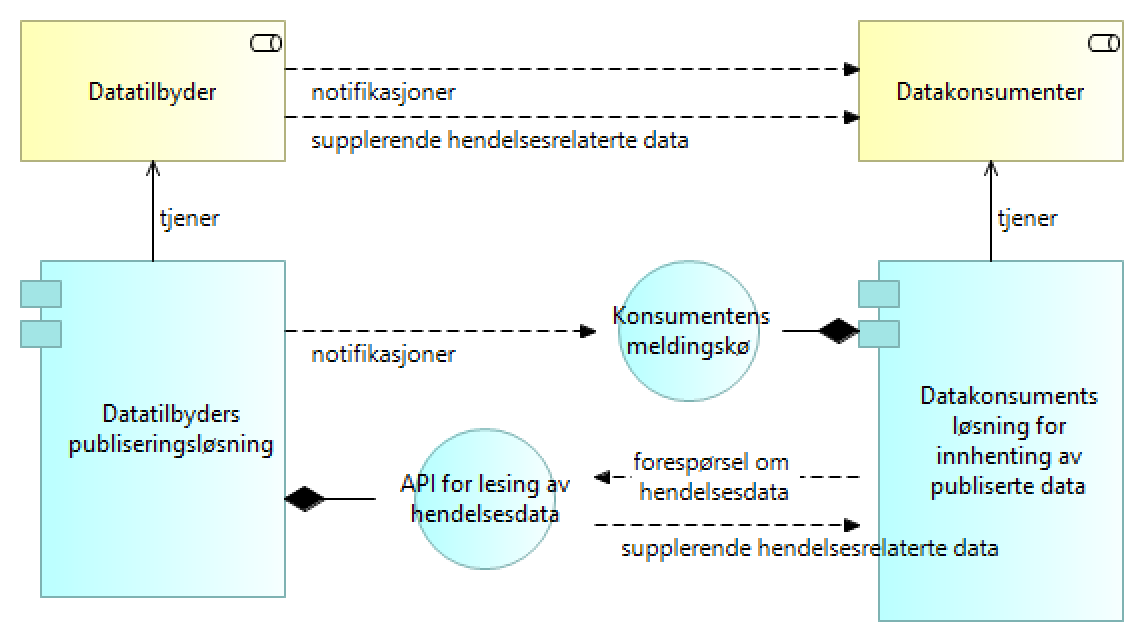 Datatilbyder
Datakonsumenter
notifikasjoner
supplerende hendelsesrelaterte data
tjener
tjener
Konsumentens
meldingskø
notifikasjoner
Datatilbyders
publiseringsløsning
Datakonsuments
løsning for
innhenting av
publiserte data
API for lesing av
hendelsesdata
forespørsel om
hendelsesdata
supplerende hendelsesrelaterte data